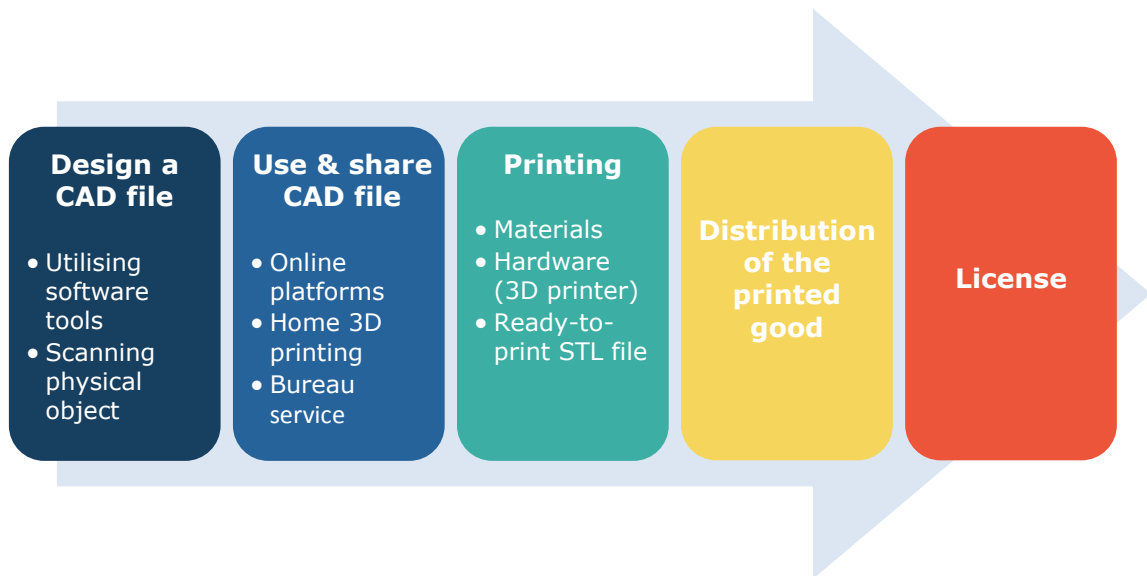 Design a
CAD file
• Utilising
software
tools
• Scanning
physical
object
Use & share
CAD file
• Online
platforms
• Home 3D
printing
• Bureau
service
Printing
• Materials
• Hardware
(3D printer)
• Ready-to-
print STL file
Distribution
of the
printed
good
License